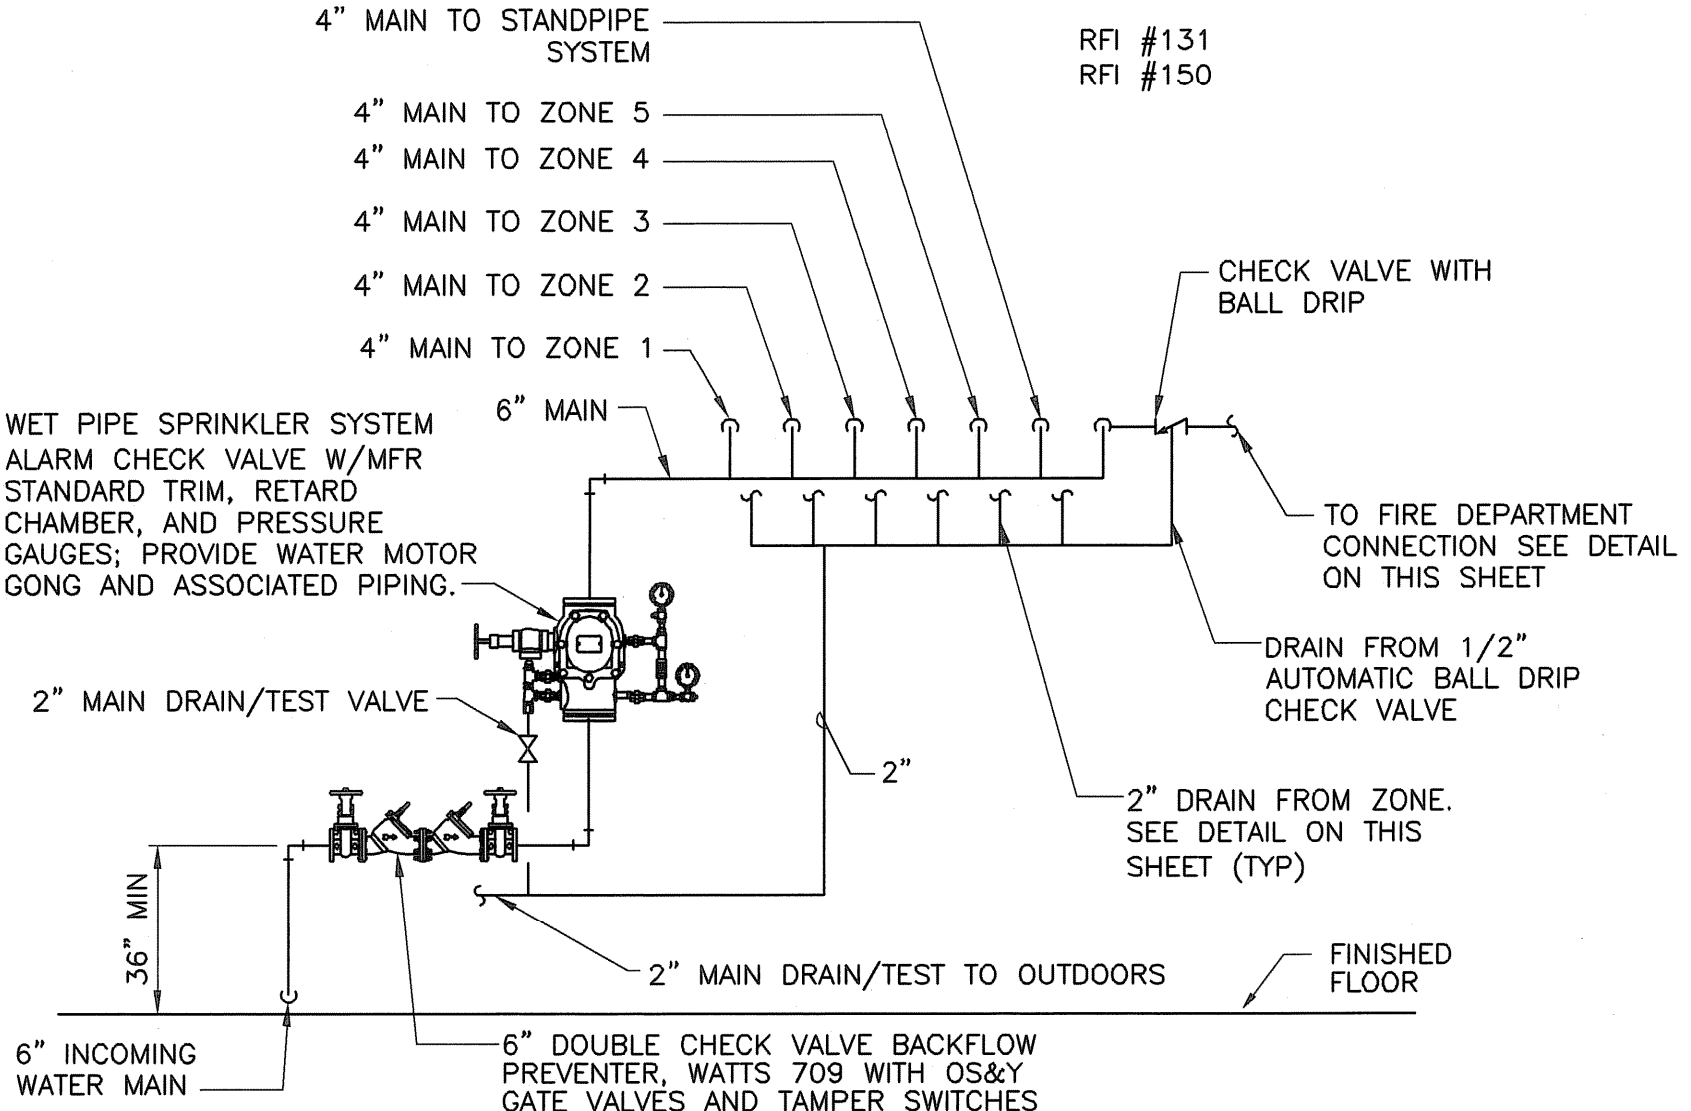 4" MAIN TO STANDPIPE
SYSTEM
RFI #131
RFI #150
4" MAIN TO ZONE 5
4" MAIN TO ZONE 4
4" MAIN TO ZONE 3
4" MAIN TO ZONE 2
4" MAIN TO ZONE 1
6" MAIN
CHECK VALVE WITH
BALL DRIP
WET PIPE SPRINKLER SYSTEM
ALARM CHECK VALVE W/MFR
STANDARD TRIM, RETARD
CHAMBER, AND PRESSURE
GAUGES; PROVIDE WATER MOTOR
GONG AND ASSOCIATED PIPING.
TO FIRE DEPARTMENT
CONNECTION SEE DETAIL
ON THIS SHEET
DRAIN FROM 1/2"
AUTOMATIC BALL DRIP
CHECK VALVE
2" MAIN DRAIN/TEST VALVE
2"
2" DRAIN FROM ZONE.
SEE DETAIL ON THIS
SHEET (TYP)
36" MIN
2" MAIN DRAIN/TEST TO OUTDOORS
FINISHED
FLOOR
6" INCOMING
WATER MAIN
6" DOUBLE CHECK VALVE BACKFLOW
PREVENTER, WATTS 709 WITH OS&Y
GATE VALVES AND TAMPER SWITCHES